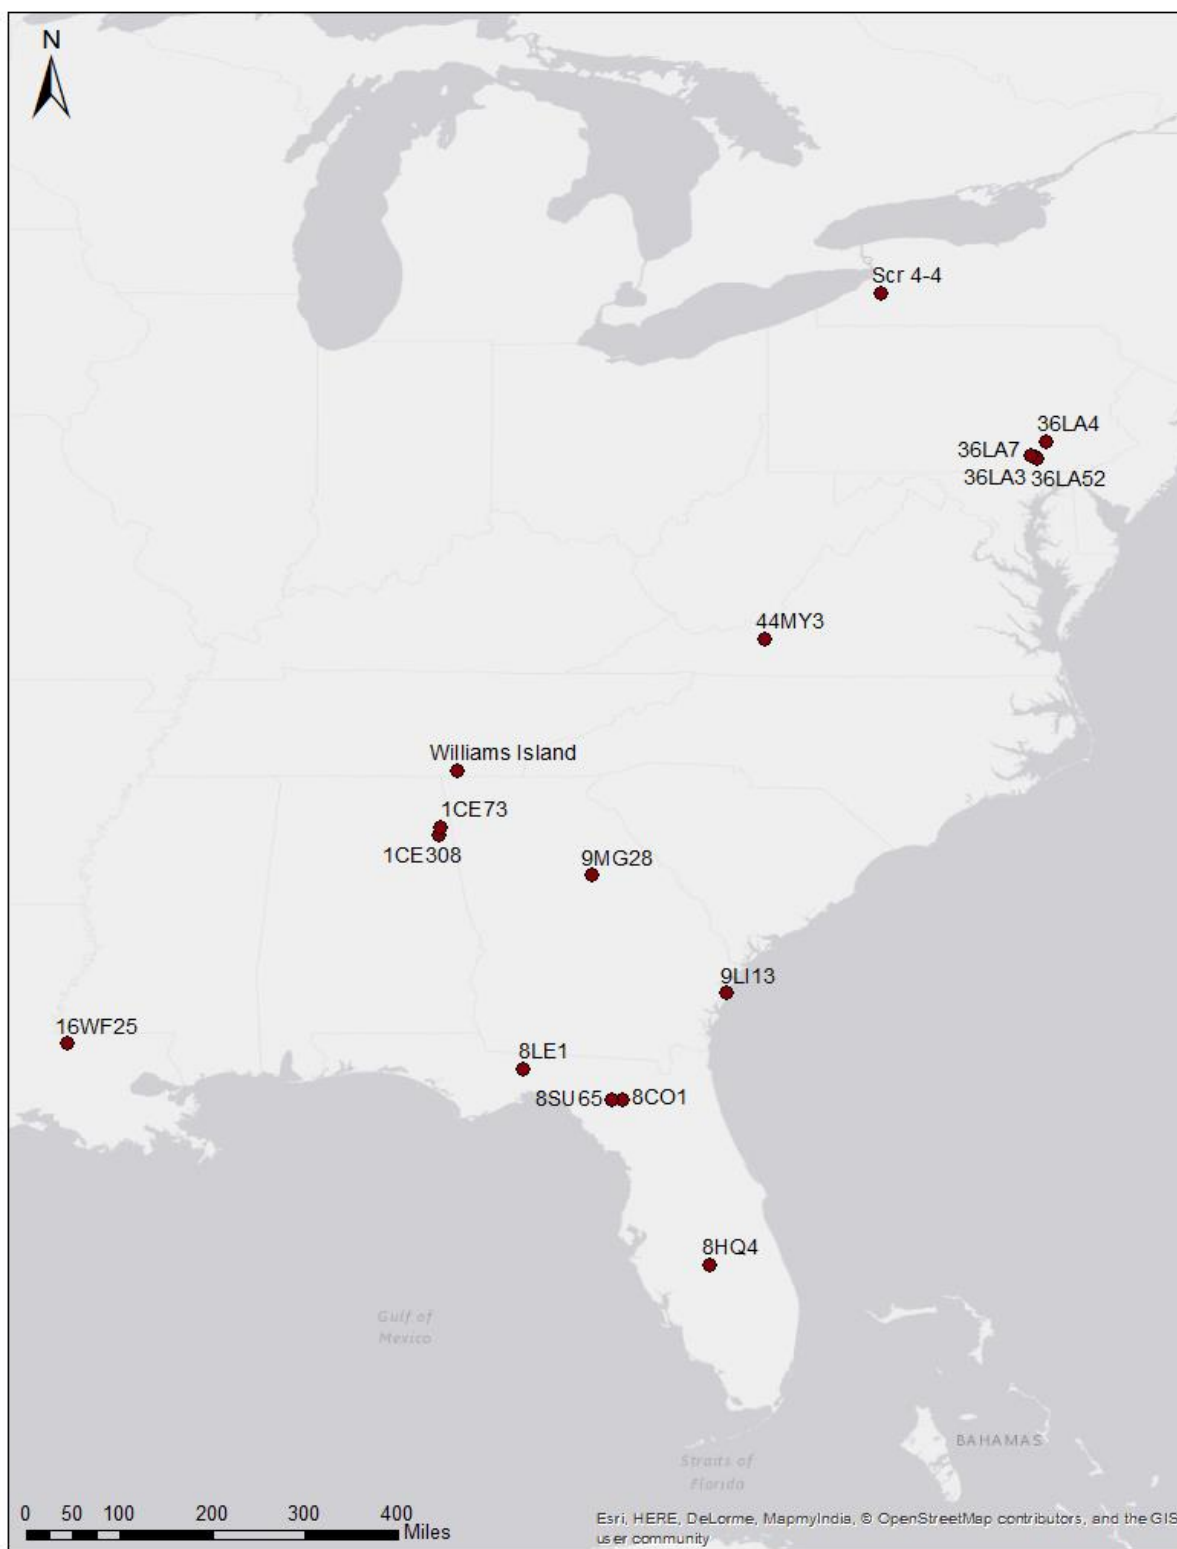 N
Scr 4-4
36LA4
36LA7
36LA3 36LA52
44MY3
Williams Island
1CE73
1CE308
9MG28
9LI13
16WF25
8LE1
8SU65 8CO1
8HQ4
Gulf of
Mexico
BAHAMAS
Straits of
Florida
0 50 100 200 300 400
Miles
Esri, HERE, DeLorme, MapmyIndia, © OpenStreetMap contributors, and the GIS
user community